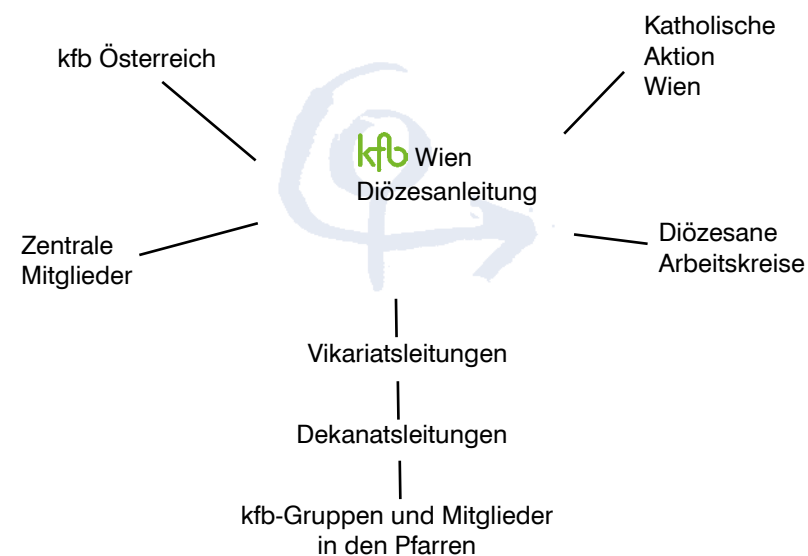 kfb Österreich
Katholische
Aktion
Wien
kfb Wien
Diözesanleitung
Zentrale
Mitglieder
Diözesane
Arbeitskreise
Vikariatsleitungen
Dekanatsleitungen
kfb-Gruppen und Mitglieder
in den Pfarren